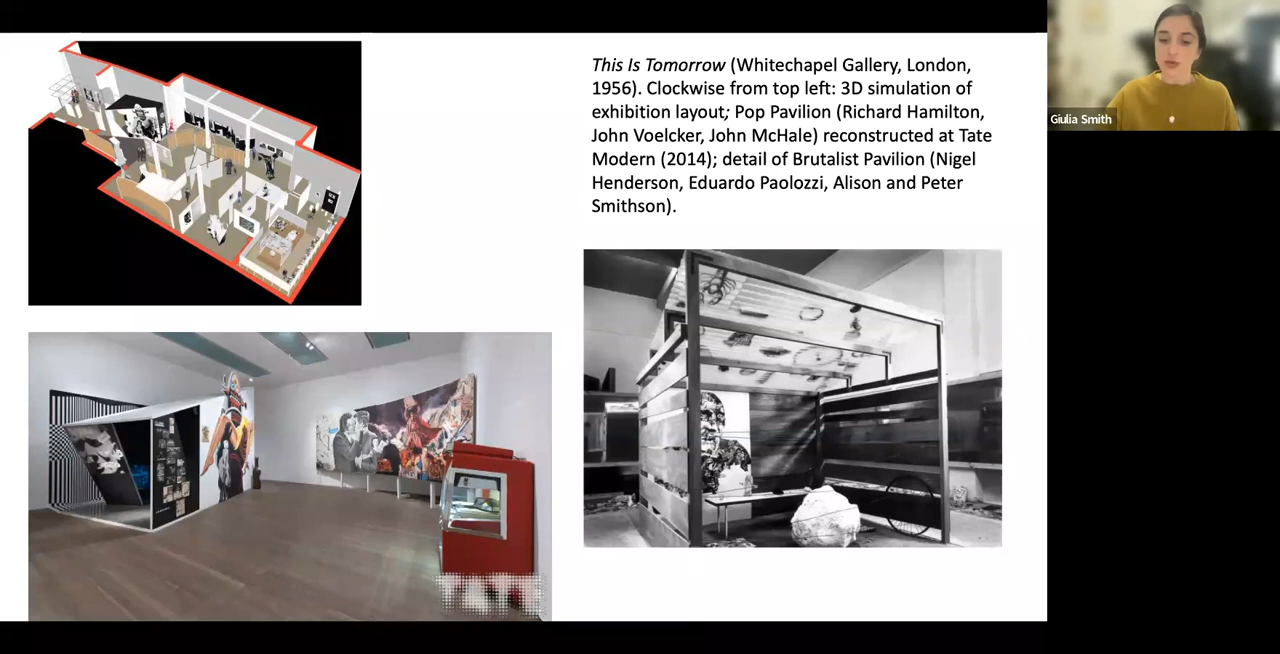 This Is Tomorrow (Whitechapel Gallery, London,
1956). Clockwise from top left: 3D simulation of
exhibition layout; Pop Pavilion (Richard Hamilton,
John Voelcker, John McHale) reconstructed at Tate
Modern (2014); detail of Brutalist Pavilion (Nigel
Henderson, Eduardo Paolozzi, Alison and Peter
Smithson).
Giulia Smith